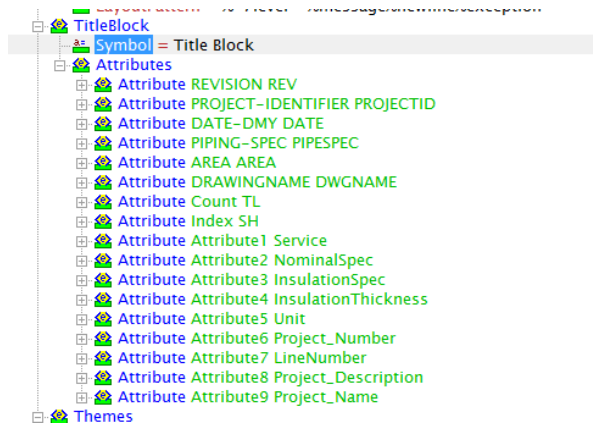 TitleBlock
a= Symbol = Title Block
Attributes
Attribute REVISION REV
Attribute PROJECT-IDENTIFIER PROJECTID
Attribute DATE-DMY DATE
Attribute PIPING-SPEC PIPESPEC
Attribute AREA AREA
Attribute DRAWINGNAME DWGNAME
Attribute Count TL
Attribute Index SH
Attribute Attribute1 Service
Attribute Attribute2 NominalSpec
Attribute Attribute3 InsulationSpec
Attribute Attribute4 InsulationThickness
Attribute Attribute5 Unit
Attribute Attribute6 Project_Number
Attribute Attribute7 LineNumber
Attribute Attribute8 Project_Description
Attribute Attribute9 Project_Name
Themes